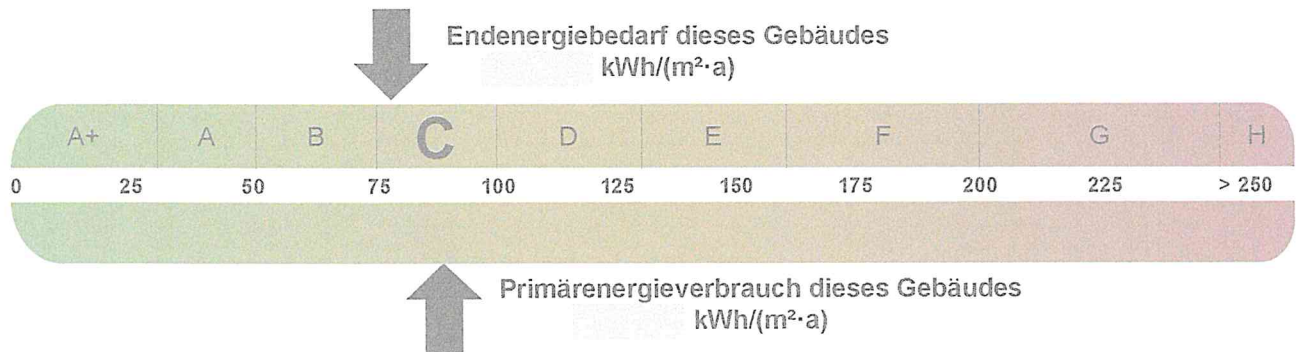 Endenergiebedarf dieses Gebäudes
kWh/(m²·a)
A+ A B C D E F G H
0 25 50 75 100 125 150 175 200 225 > 250
Primärenergieverbrauch dieses Gebäudes
kWh/(m²·a)